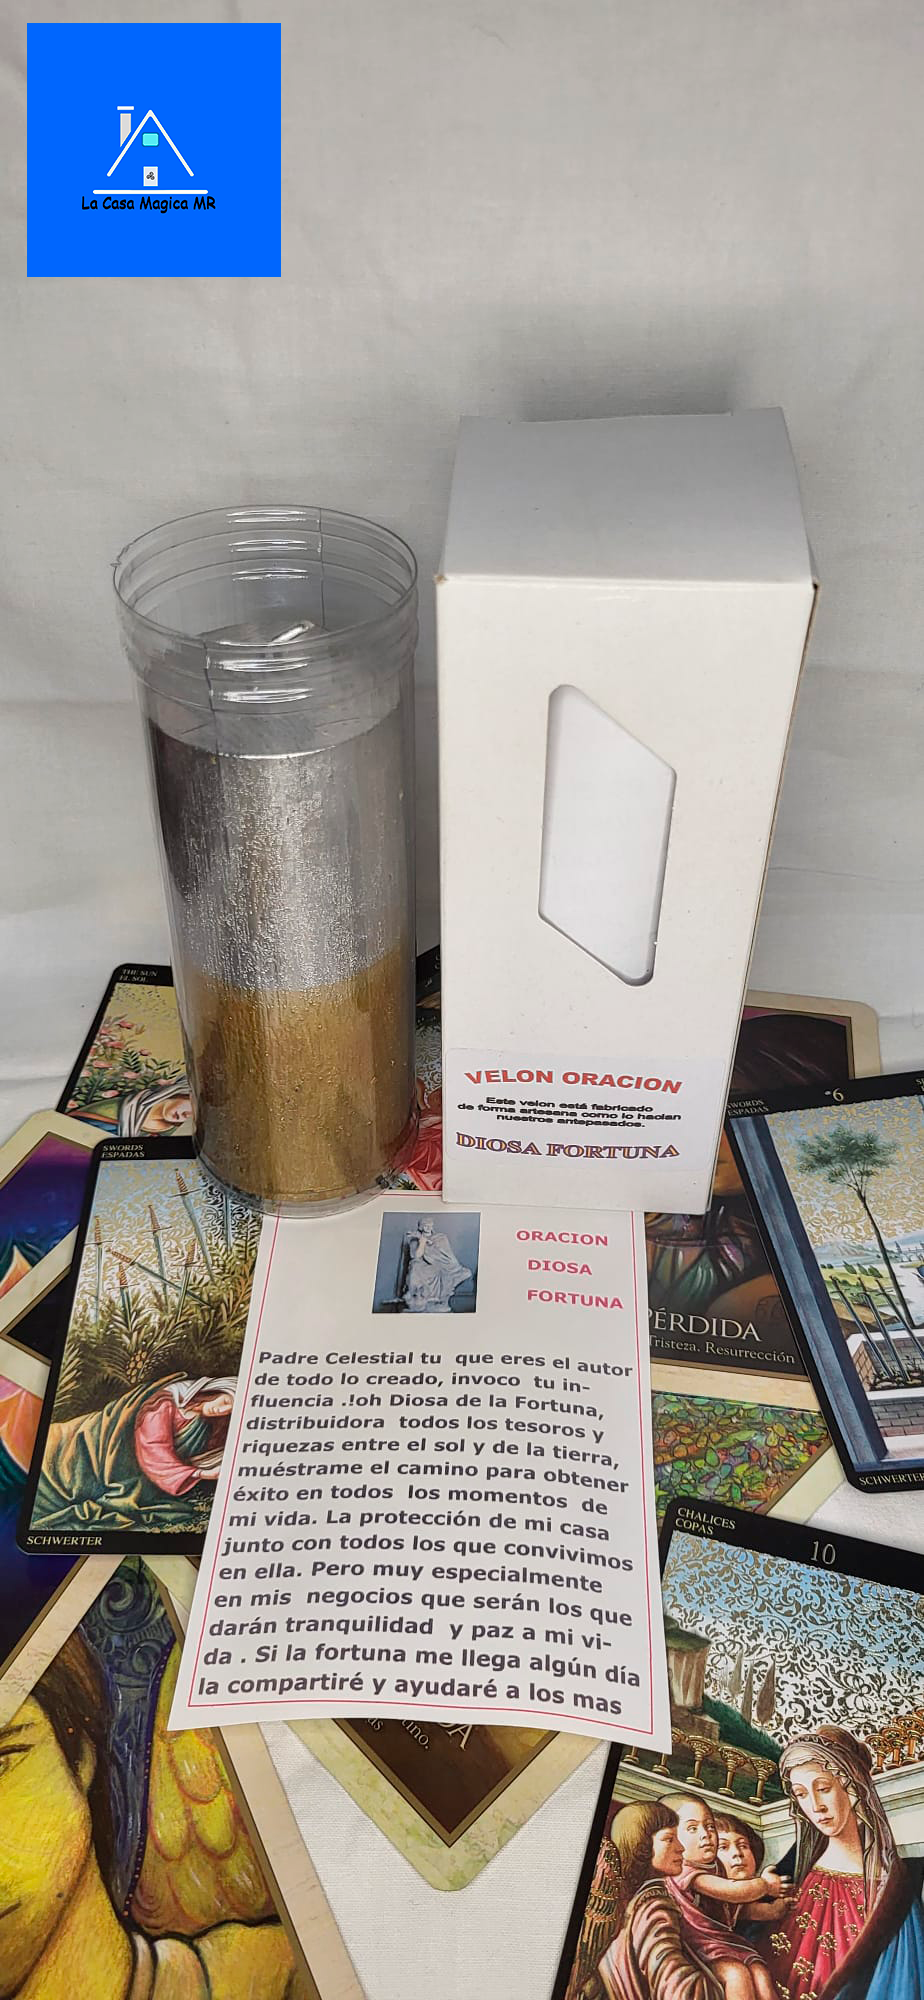 La Casa Magica MR
THE SUN
EL SOL
VELON ORACION
Este velon está fabricado
de forma artesana como lo hacian
nuestros antepasados.
DIOSA FORTUNA
SWORDS
ESPADAS
SWORDS
ESPADAS
6
ORACION
DIOSA
FORTUNA
PÉRDIDA
Tristeza. Resurrección
Padre Celestial tu que eres el autor
de todo lo creado, invoco tu in-
fluencia .!oh Diosa de la Fortuna,
distribuidora todos los tesoros y
riquezas entre el sol y de la tierra,
muéstrame el camino para obtener
éxito en todos los momentos de
mi vida. La protección de mi casa
junto con todos los que convivimos
en ella. Pero muy especialmente
en mis negocios que serán los que
darán tranquilidad y paz a mi vi-
da . Si la fortuna me llega algún día
la compartiré y ayudaré a los mas
SCHWERTER
SCHWERTE
CHALICES
COPAS
10